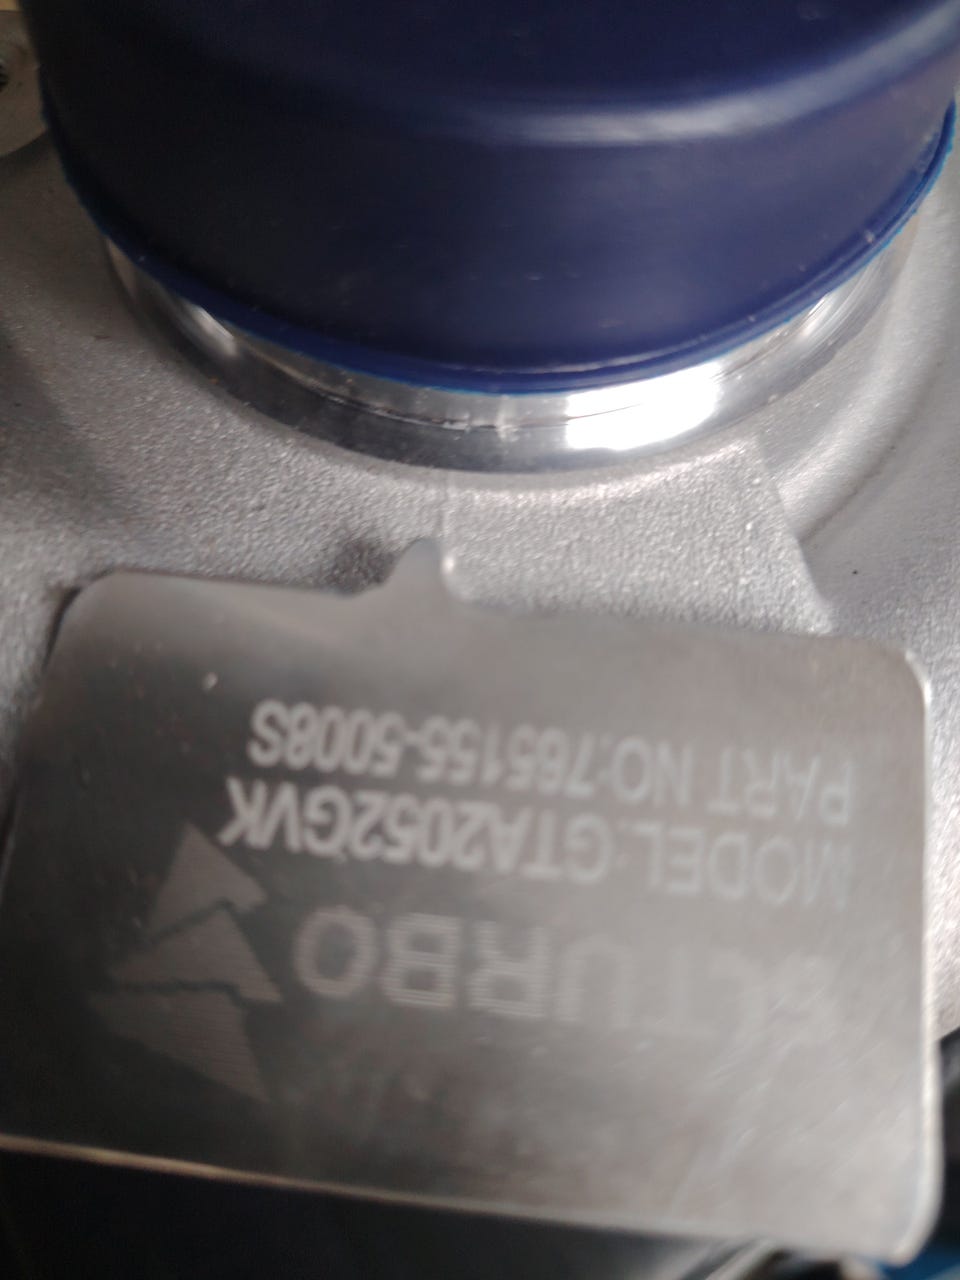 TURBO
MODEL:GTA2052GVK
PART NO:765155-5008S